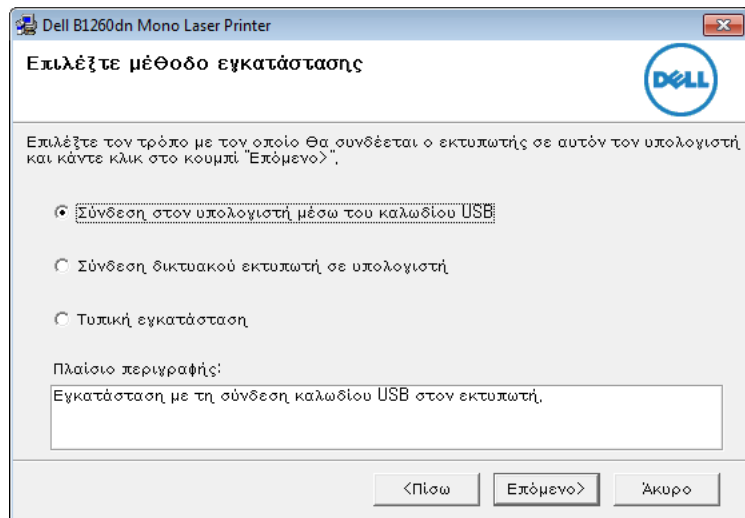 Dell B1260dn Mono Laser Printer
Επιλέξτε μέθοδο εγκατάστασης
DELL
Επιλέξτε τον τρόπο με τον οποίο θα συνδέεται ο εκτυπωτής σε αυτόν τον υπολογιστή
και κάντε κλικ στο κουμπί "Επόμενο>".
Σύνδεση στον υπολογιστή μέσω του καλωδίου USB
Σύνδεση δικτυακού εκτυπωτή σε υπολογιστή
Τυπική εγκατάσταση
Πλαίσιο περιγραφής:
Εγκατάσταση με τη σύνδεση καλωδίου USB στον εκτυπωτή.
<Πίσω
Επόμενο>
Άκυρο